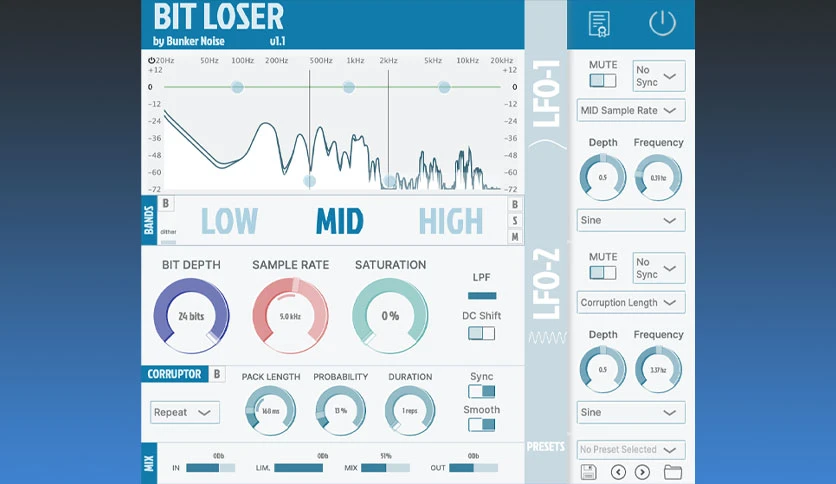 BIT LOSER
by Bunker Noise v1.1
20Hz 50Hz 100Hz 200Hz 500Hz 1kHz 2kHz 5kHz 10kHz 20kHz
+12 +12
0 0
-12 -12
-24 -24
-36 -36
-48 -48
-60 -60
-72 -72
BANDS
B
dither
LOW MID HIGH
B
S
M
BIT DEPTH SAMPLE RATE SATURATION
24 bits 5.0 kHz 0 %
LPF
DC Shift
CORRUPTOR B
Repeat
PACK LENGTH PROBABILITY DURATION
168 ms 13 % 1 reps
Sync
Smooth
MIX
00b 00b 51% 00b
IN LIM. MIX OUT
LFO-1
MUTE
No Sync
MID Sample Rate
Depth Frequency
0.5 0.39 hz
Sine
LFO-2
MUTE
No Sync
Corruption Length
Depth Frequency
0.5 3.37 hz
Sine
PRESETS
No Preset Selected